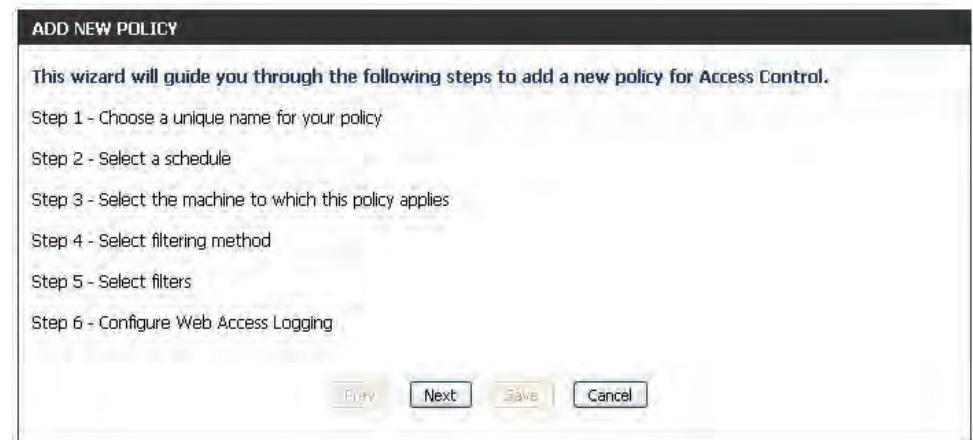 ADD NEW POLICY
This wizard will guide you through the following steps to add a new policy for Access Control.
Step 1 - Choose a unique name for your policy
Step 2 - Select a schedule
Step 3 - Select the machine to which this policy applies
Step 4 - Select filtering method
Step 5 - Select filters
Step 6 - Configure Web Access Logging
Prev Next Save Cancel